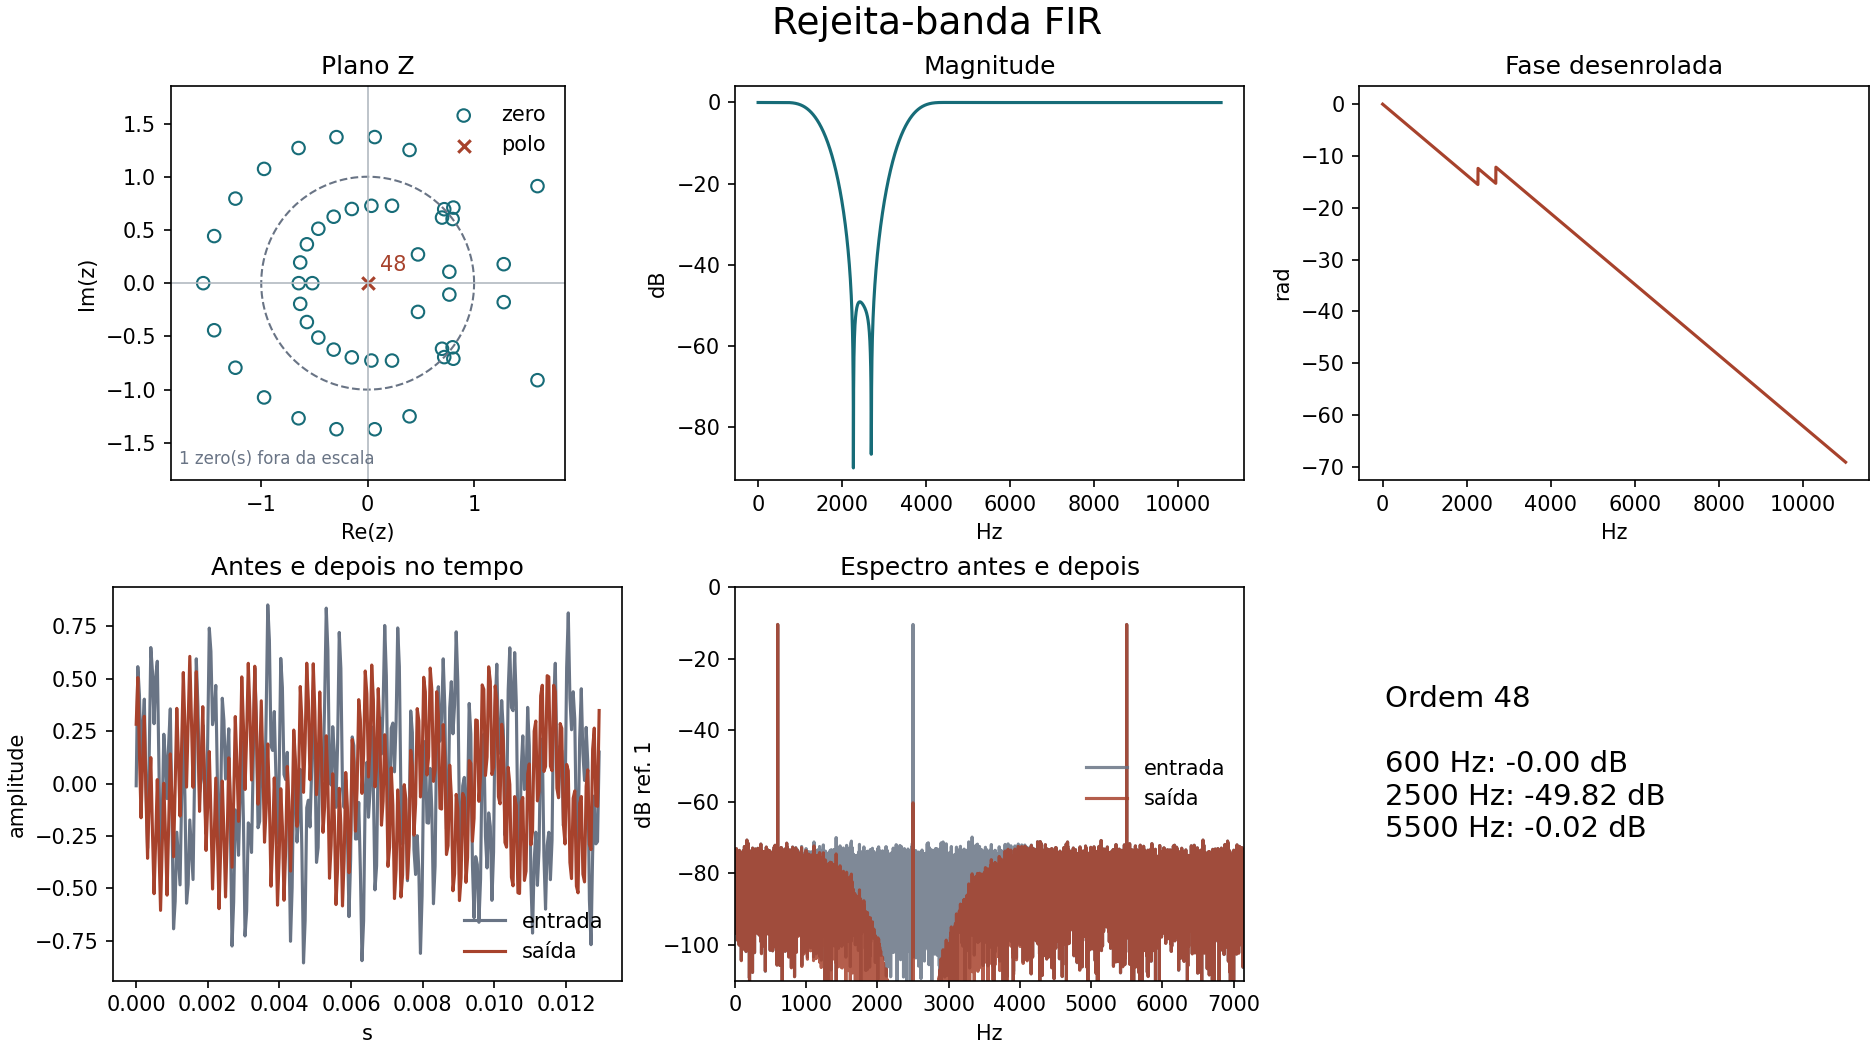 Rejeita-banda FIR
Plano Z
zero
polo
48
1 zero(s) fora da escala
1.5
1.0
0.5
0.0
−0.5
−1.0
−1.5
−1
0
1
Im(z)
Re(z)
Magnitude
0
−20
−40
−60
−80
0
2000
4000
6000
8000
10000
dB
Hz
Fase desenrolada
0
−10
−20
−30
−40
−50
−60
−70
0
2000
4000
6000
8000
10000
rad
Hz
Antes e depois no tempo
0.75
0.50
0.25
0.00
−0.25
−0.50
−0.75
entrada
saída
0.000
0.002
0.004
0.006
0.008
0.010
0.012
amplitude
s
Espectro antes e depois
0
−20
−40
−60
−80
−100
entrada
saída
0
1000
2000
3000
4000
5000
6000
7000
dB ref. 1
Hz
Ordem 48
600 Hz: -0.00 dB
2500 Hz: -49.82 dB
5500 Hz: -0.02 dB